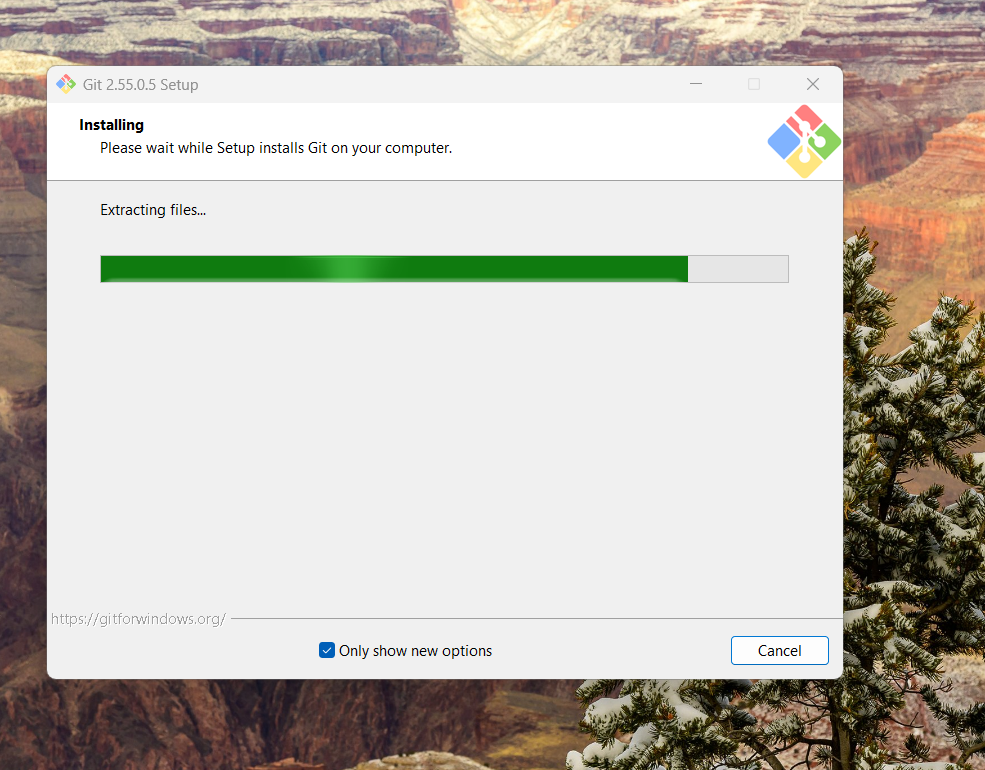 Git 2.55.0.5 Setup
Installing
Please wait while Setup installs Git on your computer.
Extracting files...
https://gitforwindows.org/
Only show new options
Cancel